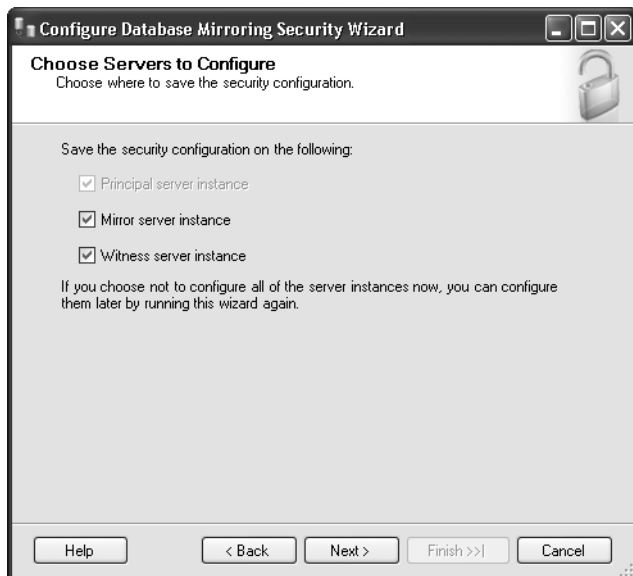 Configure Database Mirroring Security Wizard
Choose Servers to Configure
Choose where to save the security configuration.
Save the security configuration on the following:
Principal server instance
Mirror server instance
Witness server instance
If you choose not to configure all of the server instances now, you can configure
them later by running this wizard again.
Help
< Back
Next >
Finish >>|
Cancel